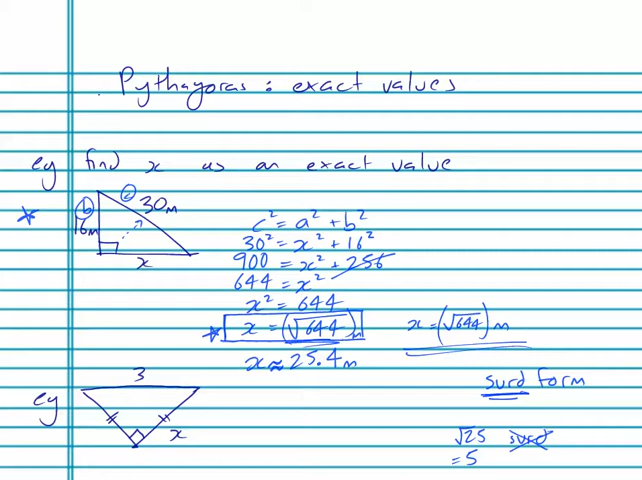 Pythagoras : exact values
eg find x as an exact value
b c 30m
16m
x
c² = a² + b²
30² = x² + 16²
900 = x² + 256
644 = x²
x² = 644
x = (√644)m
x ≈ 25.4m
x = (√644)m
surd form
eg
3
x
√25 surd
= 5